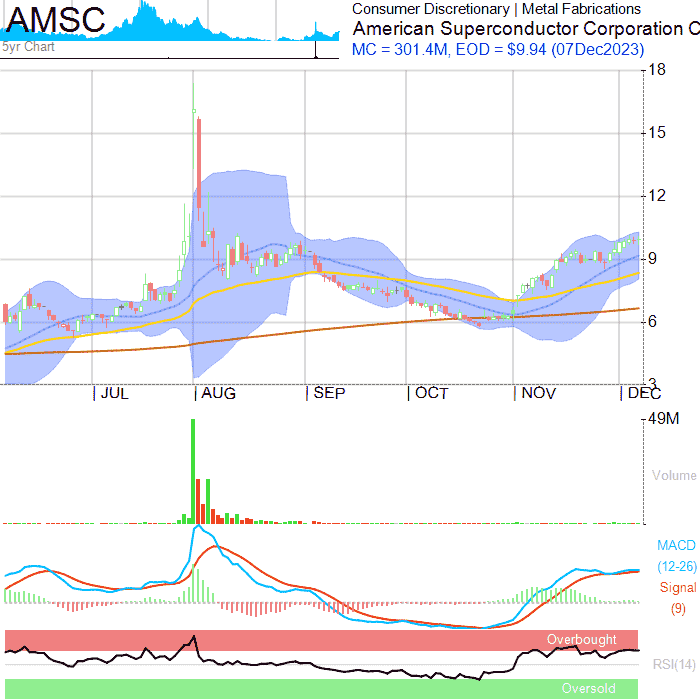 AMSC
5yr Chart
Consumer Discretionary | Metal Fabrications
American Superconductor Corporation C
MC = 301.4M, EOD = $9.94 (07Dec2023)
18
15
12
9
6
3
JUL
AUG
SEP
OCT
NOV
DEC
49M
Volume
MACD
(12-26)
Signal
(9)
Overbought
RSI(14)
Oversold